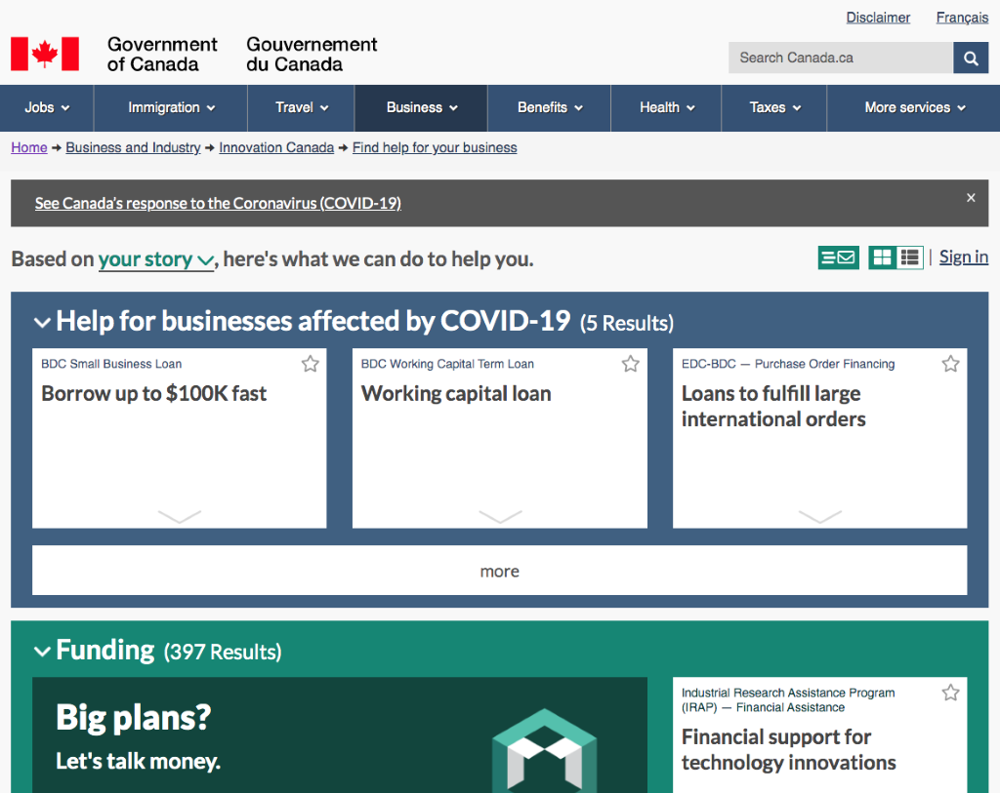 Disclaimer Français
Government of Canada
Gouvernement du Canada
Search Canada.ca
Jobs Immigration Travel Business Benefits Health Taxes More services
Home Business and Industry Innovation Canada Find help for your business
See Canada's response to the Coronavirus (COVID-19) ×
Based on your story, here's what we can do to help you.
Sign in
Help for businesses affected by COVID-19 (5 Results)
BDC Small Business Loan
Borrow up to $100K fast
BDC Working Capital Term Loan
Working capital loan
EDC-BDC — Purchase Order Financing
Loans to fulfill large
international orders
more
Funding (397 Results)
Big plans?
Let's talk money.
Industrial Research Assistance Program
(IRAP) — Financial Assistance
Financial support for
technology innovations